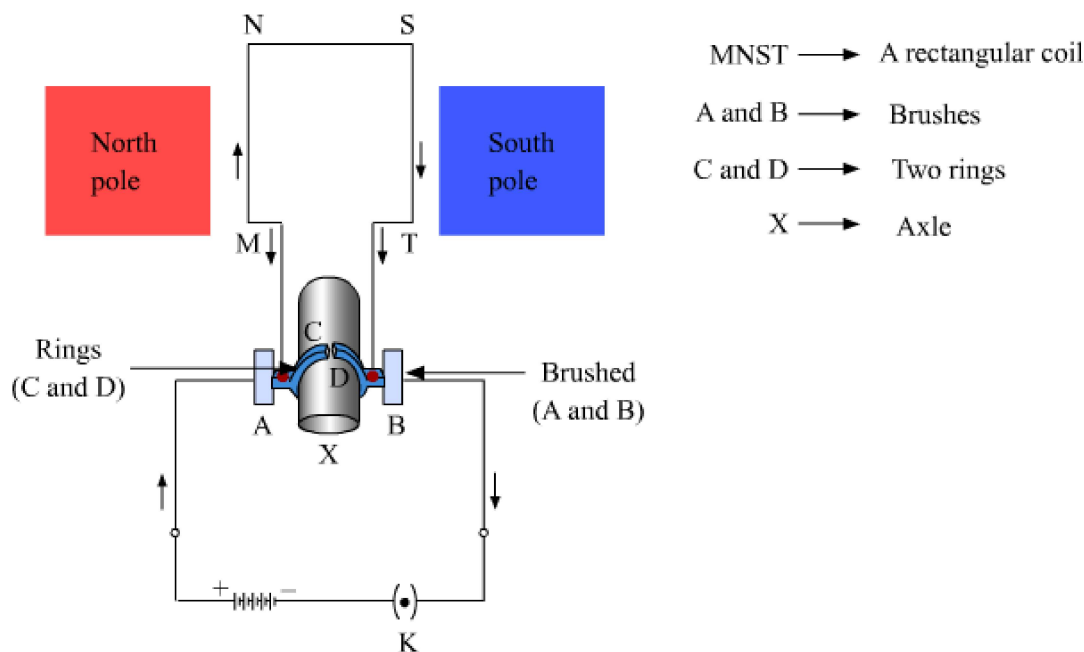 N S
North
pole
South
pole
M T
C
D
Rings
(C and D)
Brushed
(A and B)
A B
X
+ −
K
MNST → A rectangular coil
A and B → Brushes
C and D → Two rings
X → Axle